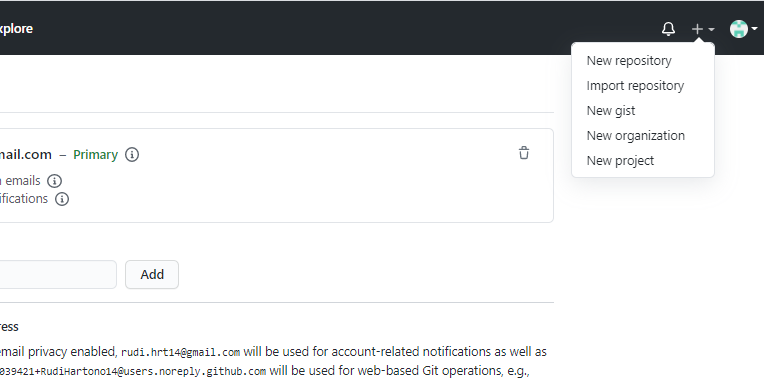 xplore
New repository
Import repository
New gist
New organization
New project
mail.com – Primary
emails
ifications
Add
ress
email privacy enabled, rudi.hrt14@gmail.com will be used for account-related notifications as well as
039421+RudiHartono14@users.noreply.github.com will be used for web-based Git operations, e.g.,